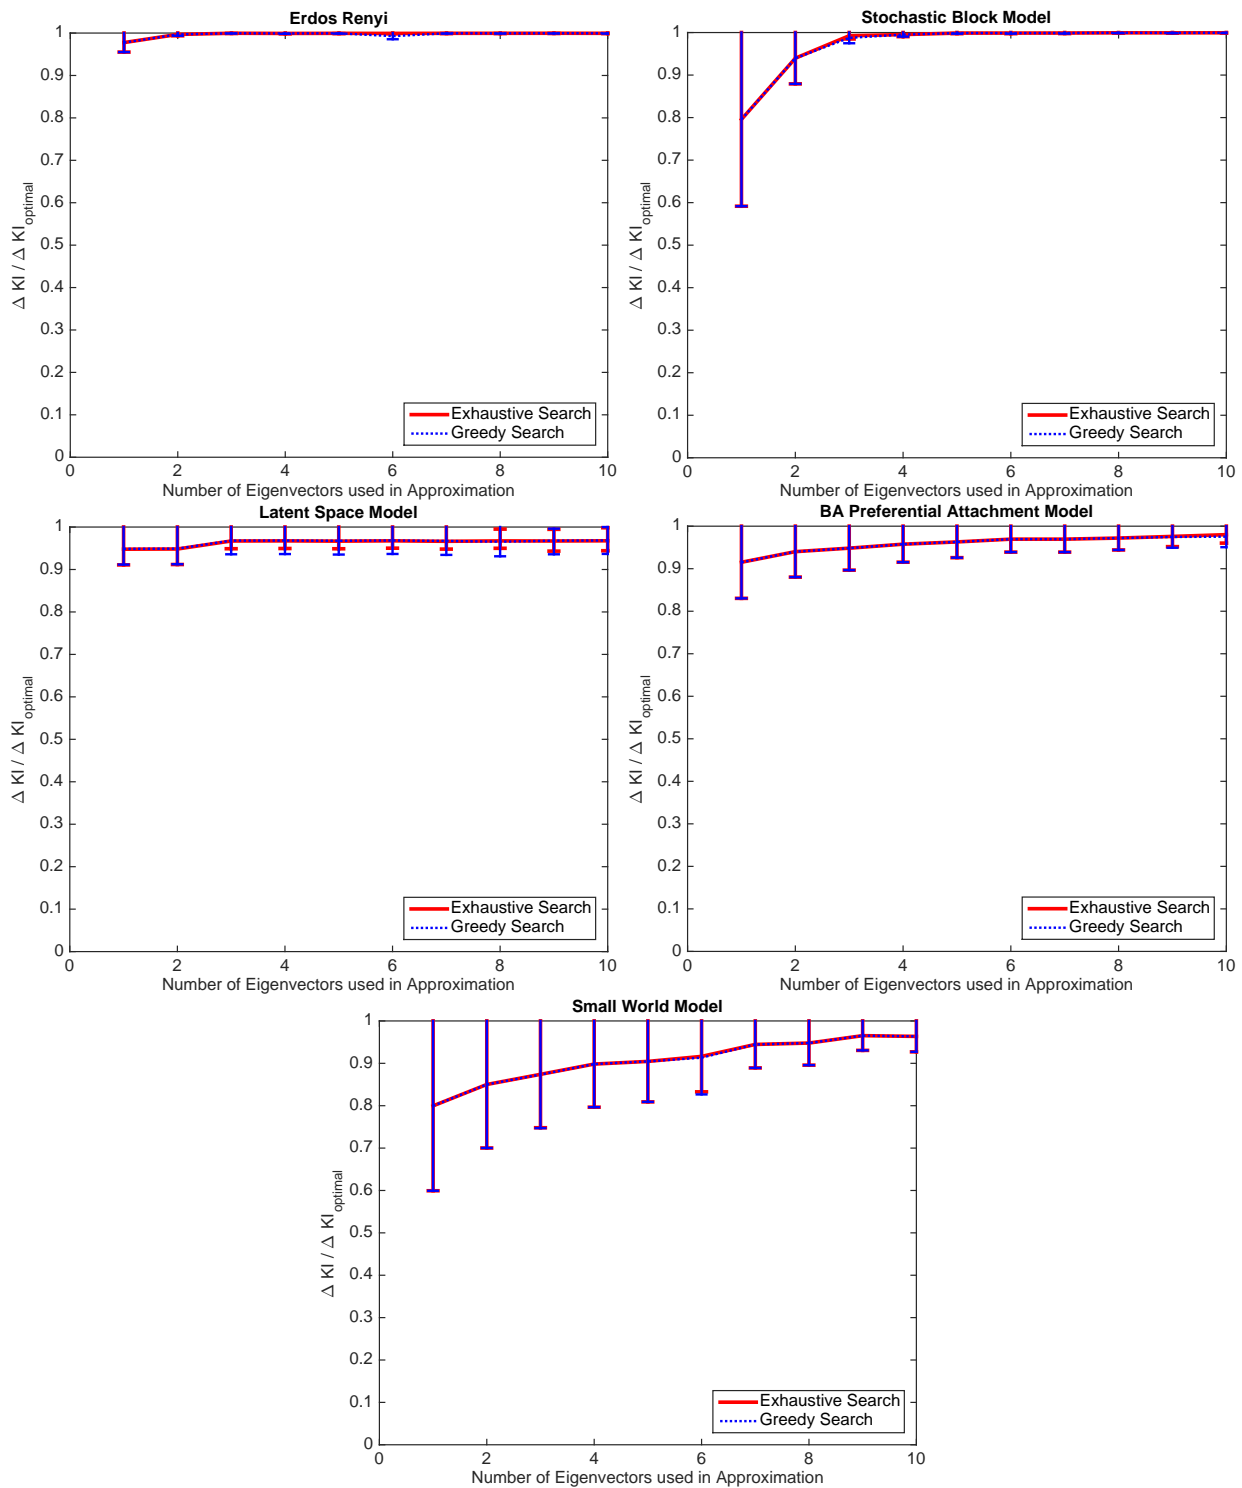 Erdos Renyi
1
0.9
0.8
0.7
0.6
0.5
0.4
0.3
0.2
0.1
0
Δ KI / Δ KI optimal
Exhaustive Search
Greedy Search
0 2 4 6 8 10
Number of Eigenvectors used in Approximation
Stochastic Block Model
1
0.9
0.8
0.7
0.6
0.5
0.4
0.3
0.2
0.1
0
Δ KI / Δ KI optimal
Exhaustive Search
Greedy Search
0 2 4 6 8 10
Number of Eigenvectors used in Approximation
Latent Space Model
1
0.9
0.8
0.7
0.6
0.5
0.4
0.3
0.2
0.1
0
Δ KI / Δ KI optimal
Exhaustive Search
Greedy Search
0 2 4 6 8 10
Number of Eigenvectors used in Approximation
BA Preferential Attachment Model
1
0.9
0.8
0.7
0.6
0.5
0.4
0.3
0.2
0.1
0
Δ KI / Δ KI optimal
Exhaustive Search
Greedy Search
0 2 4 6 8 10
Number of Eigenvectors used in Approximation
Small World Model
1
0.9
0.8
0.7
0.6
0.5
0.4
0.3
0.2
0.1
0
Δ KI / Δ KI optimal
Exhaustive Search
Greedy Search
0 2 4 6 8 10
Number of Eigenvectors used in Approximation